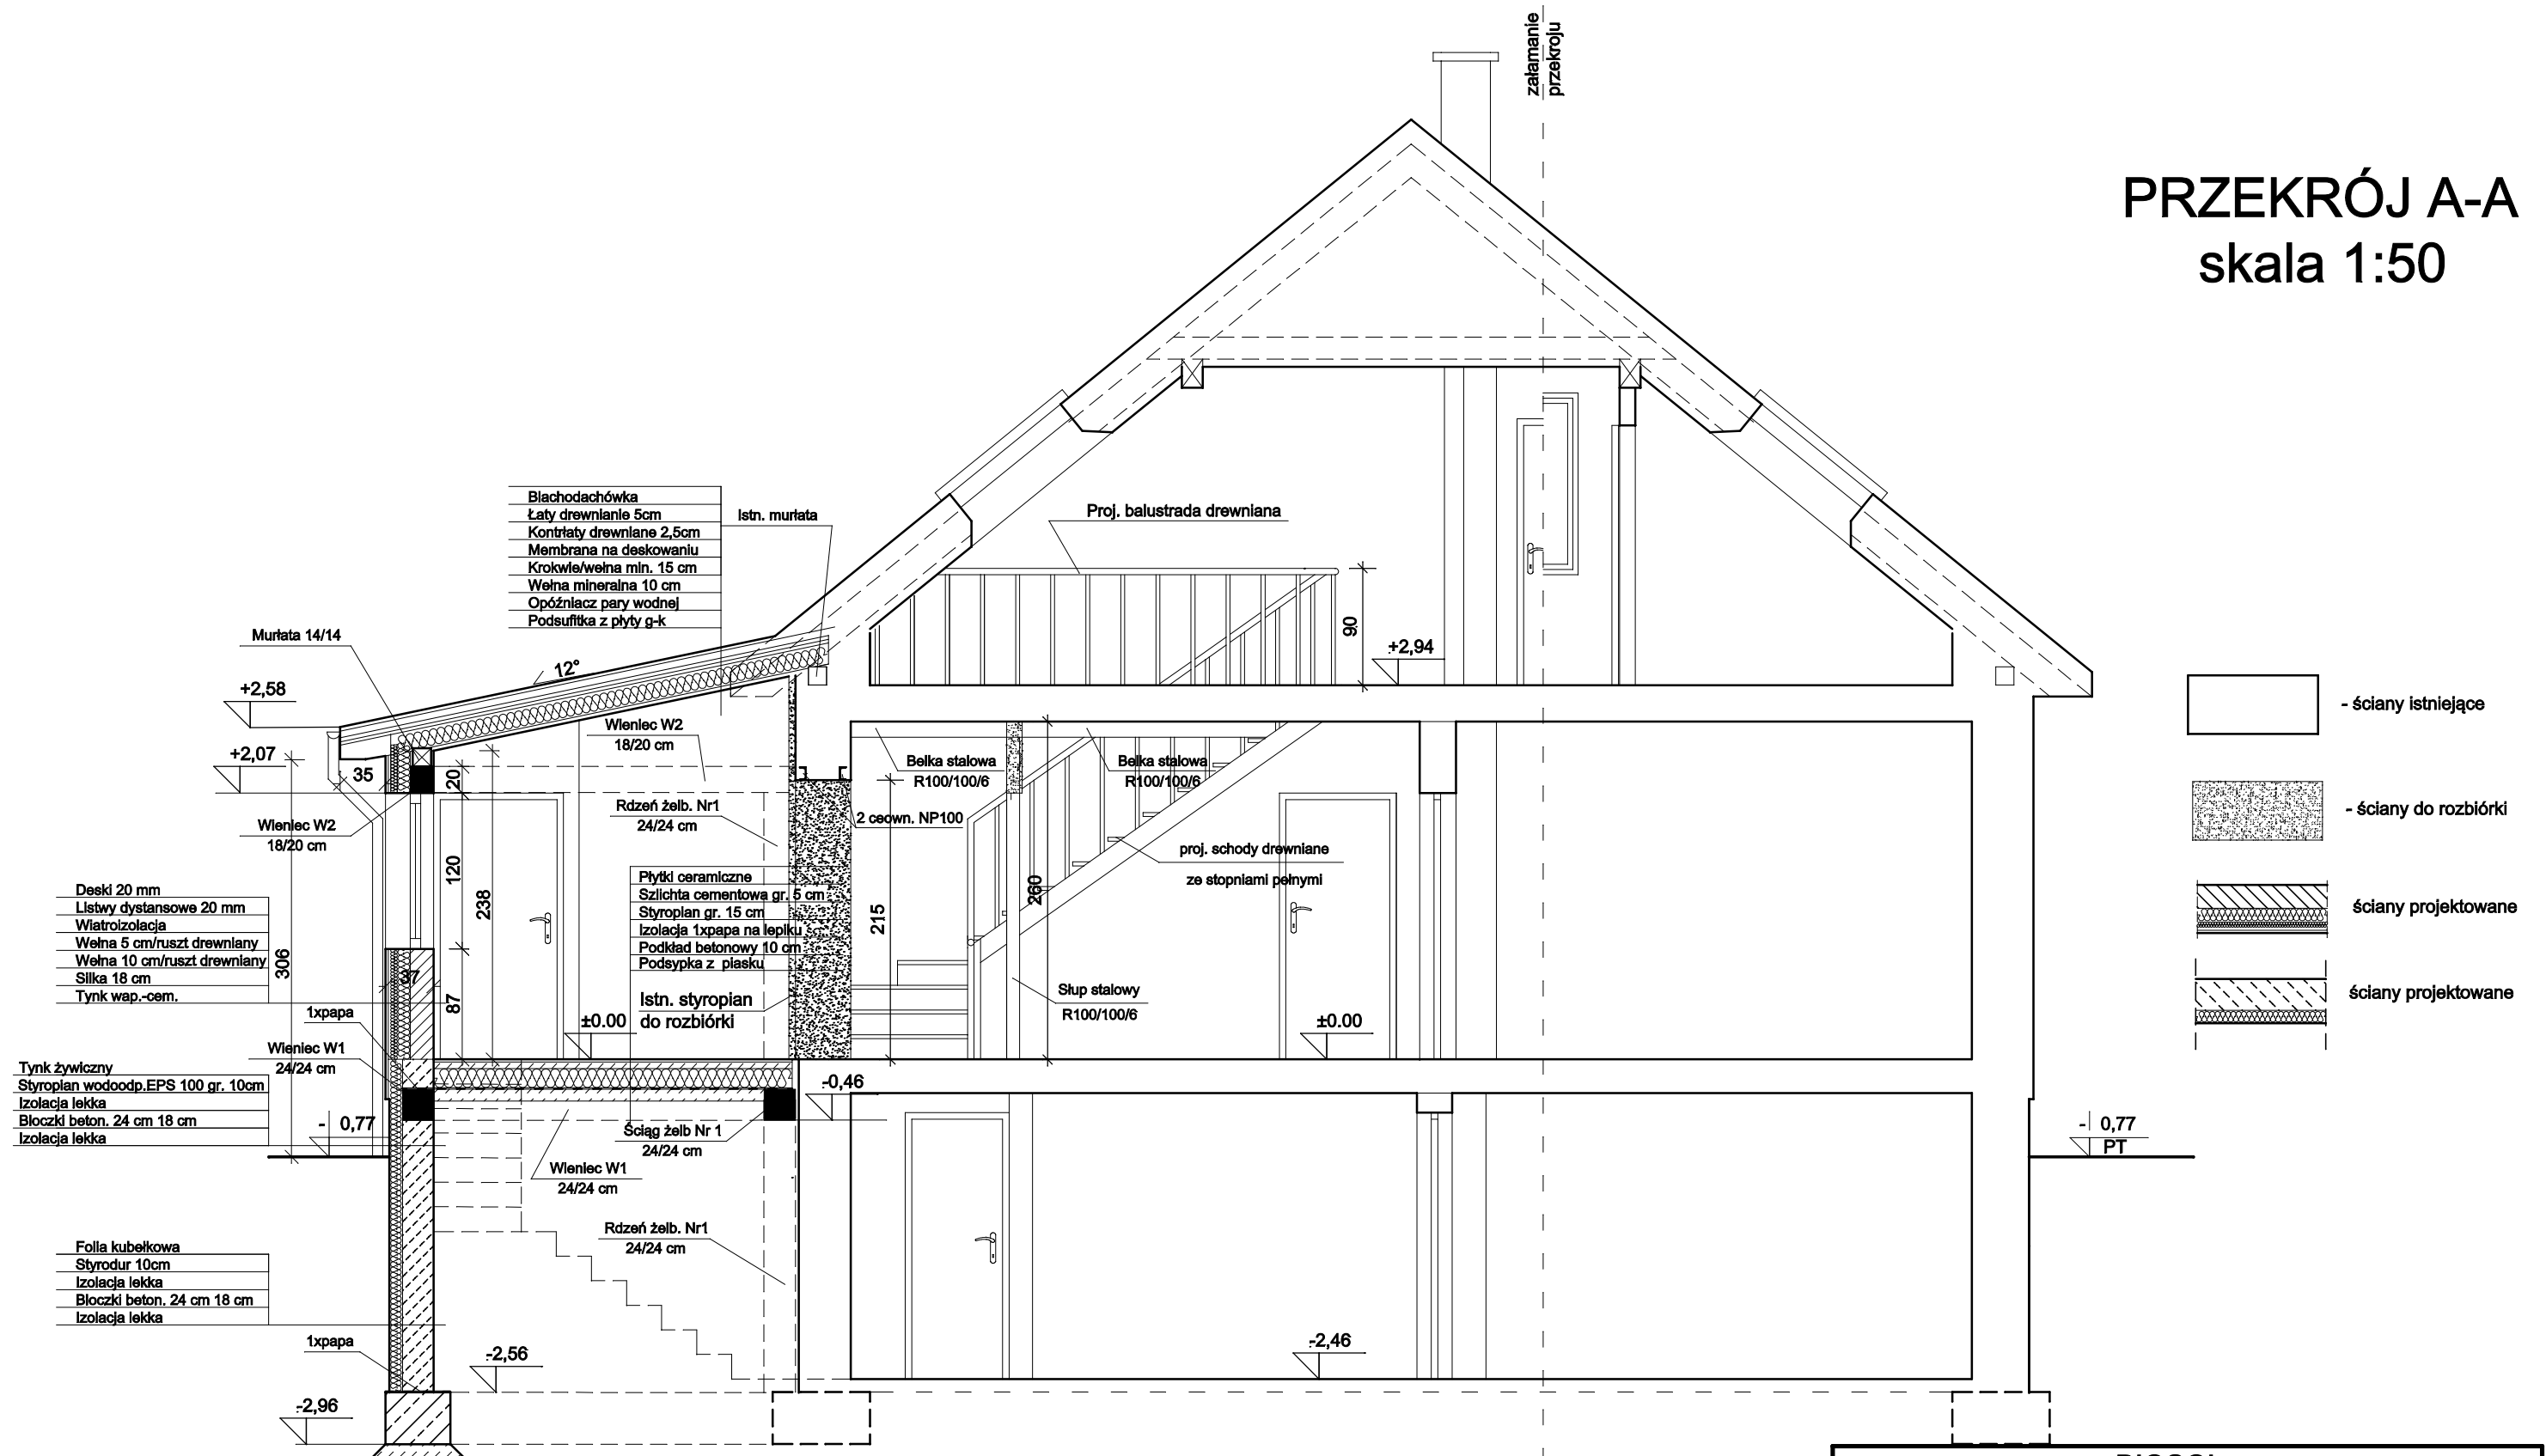 załamanie
przekroju
PRZEKRÓJ A-A
skala 1:50
Blachodachówka
Łaty drewnianie 5cm
Kontrłaty drewniane 2,5cm
Membrana na deskowaniu
Krokwie/wełna min. 15 cm
Wełna mineralna 10 cm
Opóźniacz pary wodnej
Podsufitka z płyty g-k
Istn. murłata
Proj. balustrada drewniana
Murłata 14/14
12°
90
+2,94
+2,58
+2,07
35
20
Wieniec W2
18/20 cm
Belka stalowa
R100/100/6
Belka stalowa
R100/100/6
- ściany istniejące
- ściany do rozbiórki
ściany projektowane
ściany projektowane
Wieniec W2
18/20 cm
Rdzeń żelb. Nr1
24/24 cm
2 ceown. NP100
proj. schody drewniane
ze stopniami pełnymi
120
238
215
260
306
37
87
Deski 20 mm
Listwy dystansowe 20 mm
Wiatroizolacja
Wełna 5 cm/ruszt drewniany
Wełna 10 cm/ruszt drewniany
Silka 18 cm
Tynk wap.-cem.
Płytki ceramiczne
Szlichta cementowa gr. 5 cm
Styropian gr. 15 cm
Izolacja 1xpapa na lepiku
Podkład betonowy 10 cm
Podsypka z piasku
Istn. styropian
do rozbiórki
Słup stalowy
R100/100/6
1xpapa
±0.00
±0.00
Wieniec W1
24/24 cm
Tynk żywiczny
Styropian wodoodp.EPS 100 gr. 10cm
Izolacja lekka
Bloczki beton. 24 cm 18 cm
Izolacja lekka
- 0,77
-0,46
Ściąg żelb Nr 1
24/24 cm
Wieniec W1
24/24 cm
- 0,77
PT
Rdzeń żelb. Nr1
24/24 cm
Folia kubełkowa
Styrodur 10cm
Izolacja lekka
Bloczki beton. 24 cm 18 cm
Izolacja lekka
1xpapa
-2,56
-2,46
-2,96